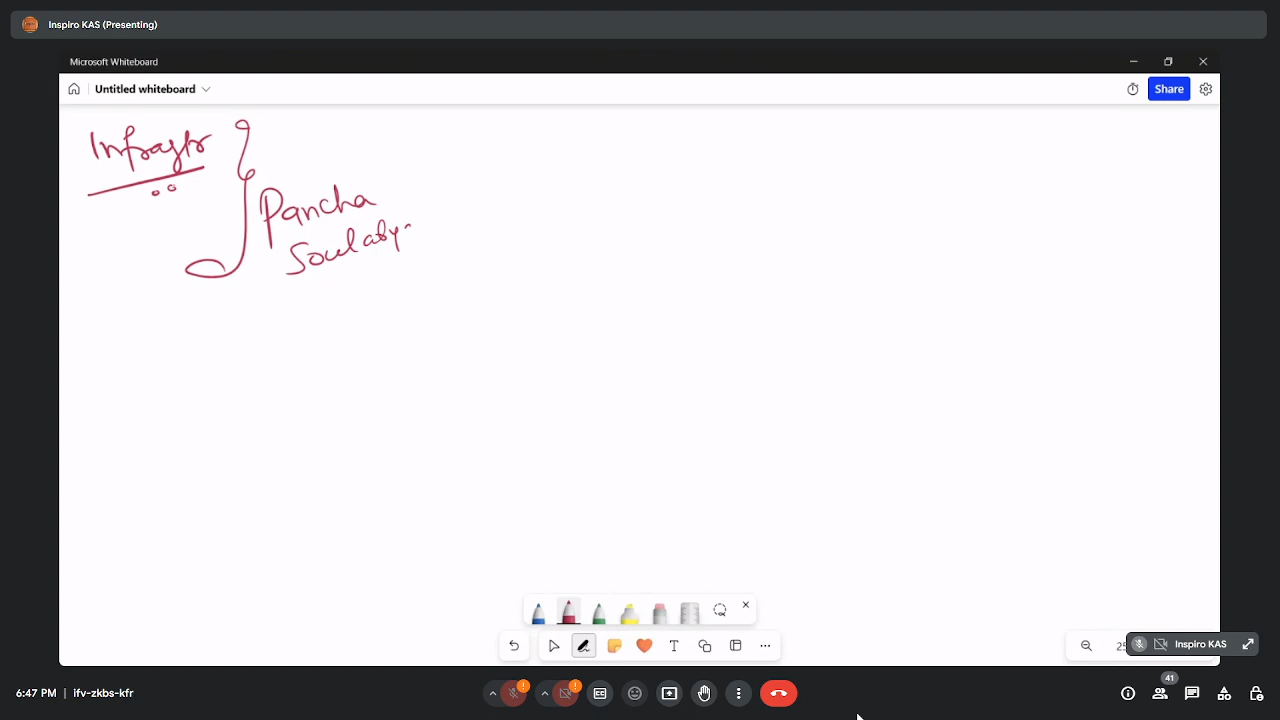 Inspiro KAS (Presenting)
Microsoft Whiteboard
Untitled whiteboard
Share
Infrastr
Pancha
Soulabya
T
25
Inspiro KAS
6:47 PM | ifv-zkbs-kfr
41